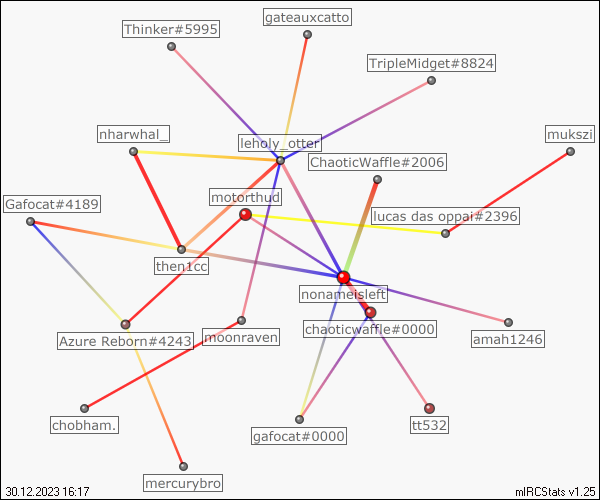 gateauxcatto
Thinker#5995
TripleMidget#8824
nharwhal_
leholy_otter
mukszi
ChaoticWaffle#2006
motorthud
Gafocat#4189
lucas das oppai#2396
then1cc
nonameisleft
chaoticwaffle#0000
Azure Reborn#4243
moonraven
amah1246
chobham.
tt532
gafocat#0000
mercurybro
30.12.2023 16:17
mIRCStats v1.25